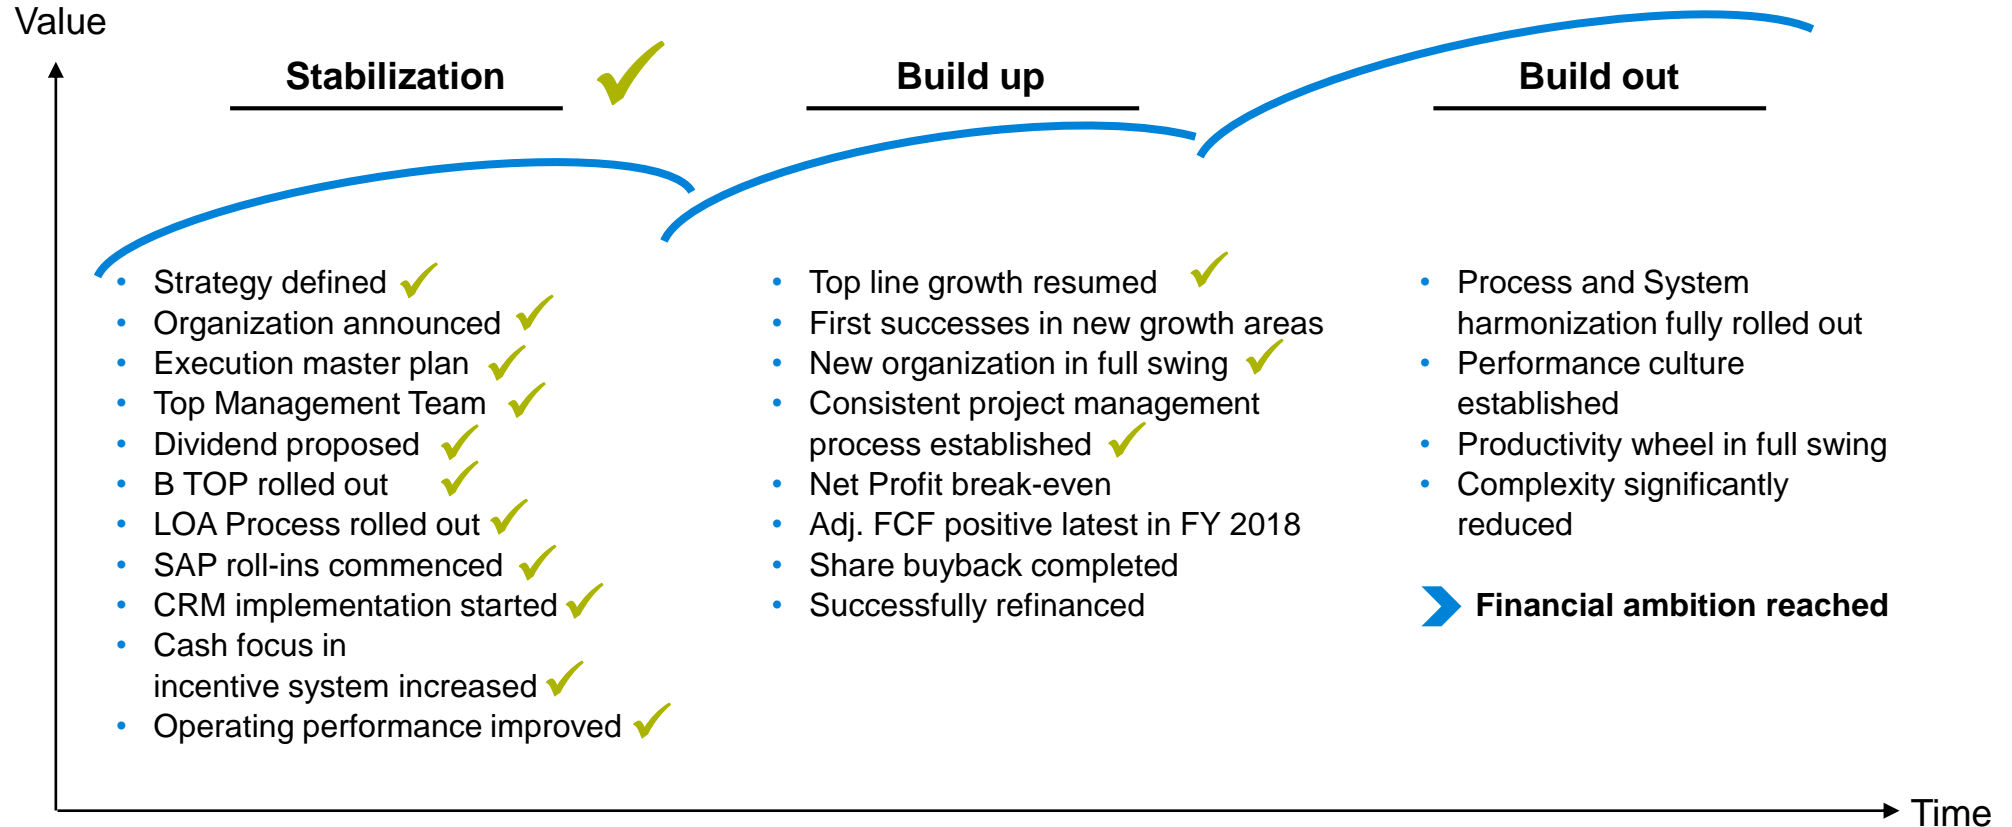 Value
Stabilization
Build up
Build out
• Strategy defined
• Organization announced
• Execution master plan
• Top Management Team
• Dividend proposed
• B TOP rolled out
• LOA Process rolled out
• SAP roll-ins commenced
• CRM implementation started
• Cash focus in
incentive system increased
• Operating performance improved
• Top line growth resumed
• First successes in new growth areas
• New organization in full swing
• Consistent project management
process established
• Net Profit break-even
• Adj. FCF positive latest in FY 2018
• Share buyback completed
• Successfully refinanced
• Process and System
harmonization fully rolled out
• Performance culture
established
• Productivity wheel in full swing
• Complexity significantly
reduced
Financial ambition reached
Time